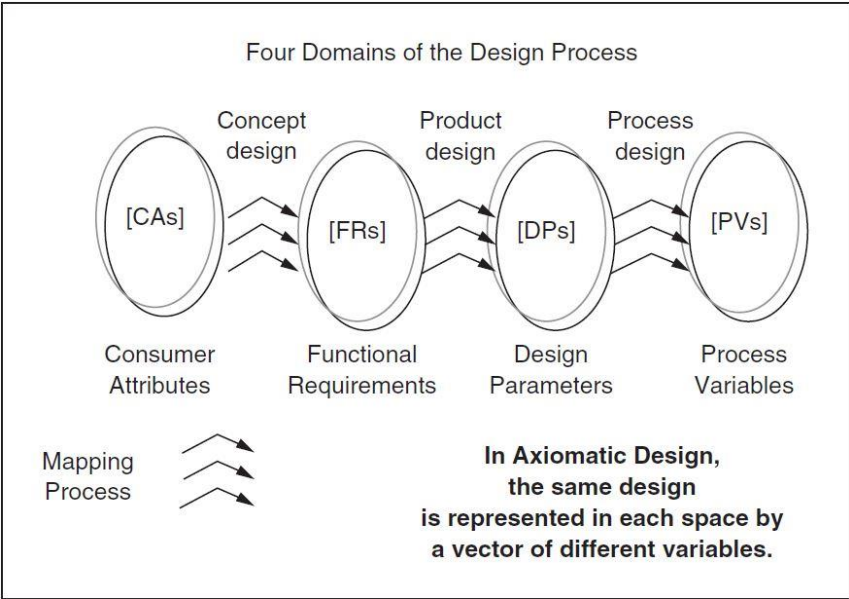 Four Domains of the Design Process
Concept
design
Product
design
Process
design
[CAs]
[FRs]
[DPs]
[PVs]
Consumer
Attributes
Functional
Requirements
Design
Parameters
Process
Variables
Mapping
Process
In Axiomatic Design,
the same design
is represented in each space by
a vector of different variables.